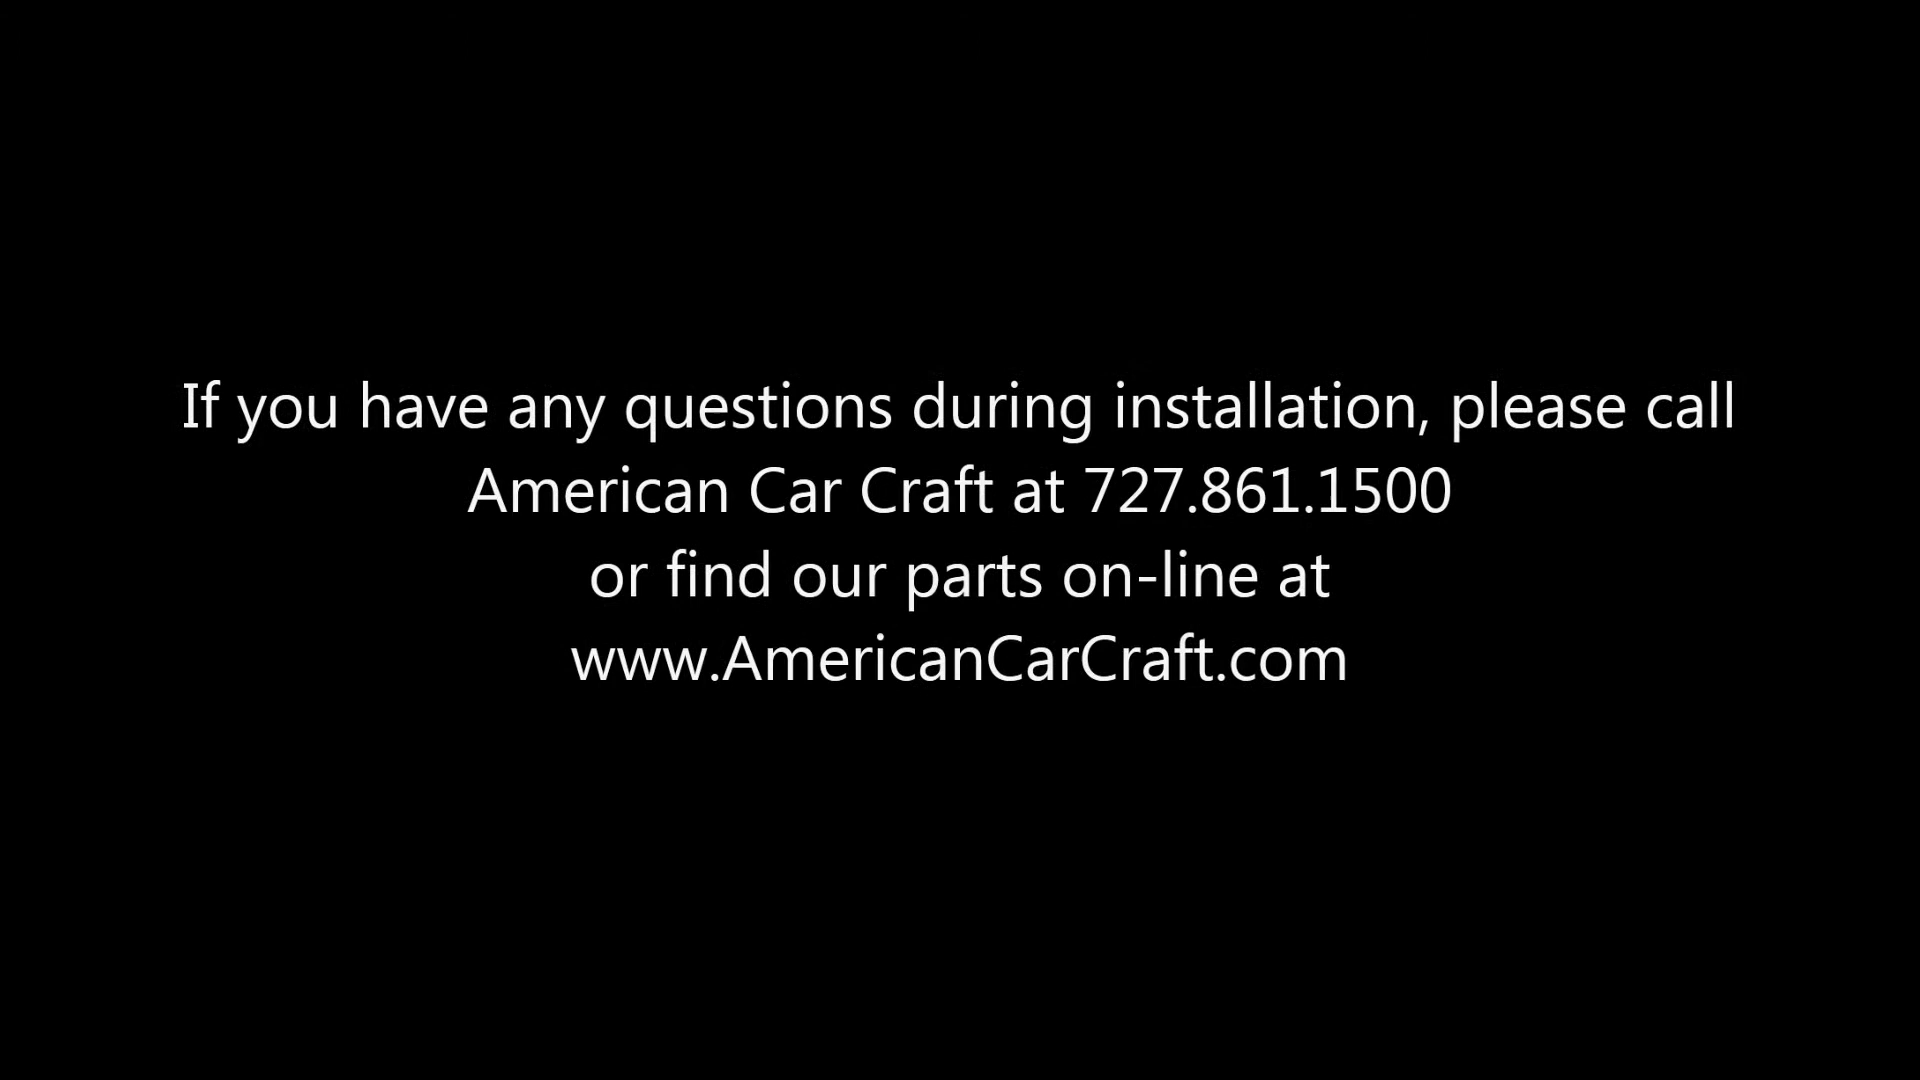 If you have any questions during installation, please call
American Car Craft at 727.861.1500
or find our parts on-line at
www.AmericanCarCraft.com